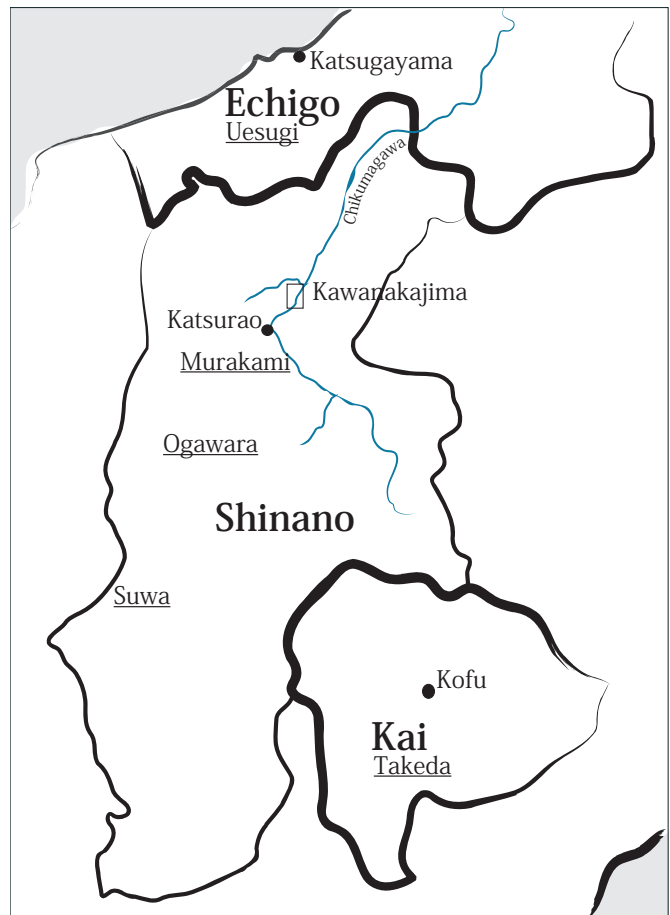 Katsugayama
Echigo
Uesugi
Chikumagawa
Kawanakajima
Katsurao
Murakami
Ogawara
Shinano
Suwa
Kofu
Kai
Takeda